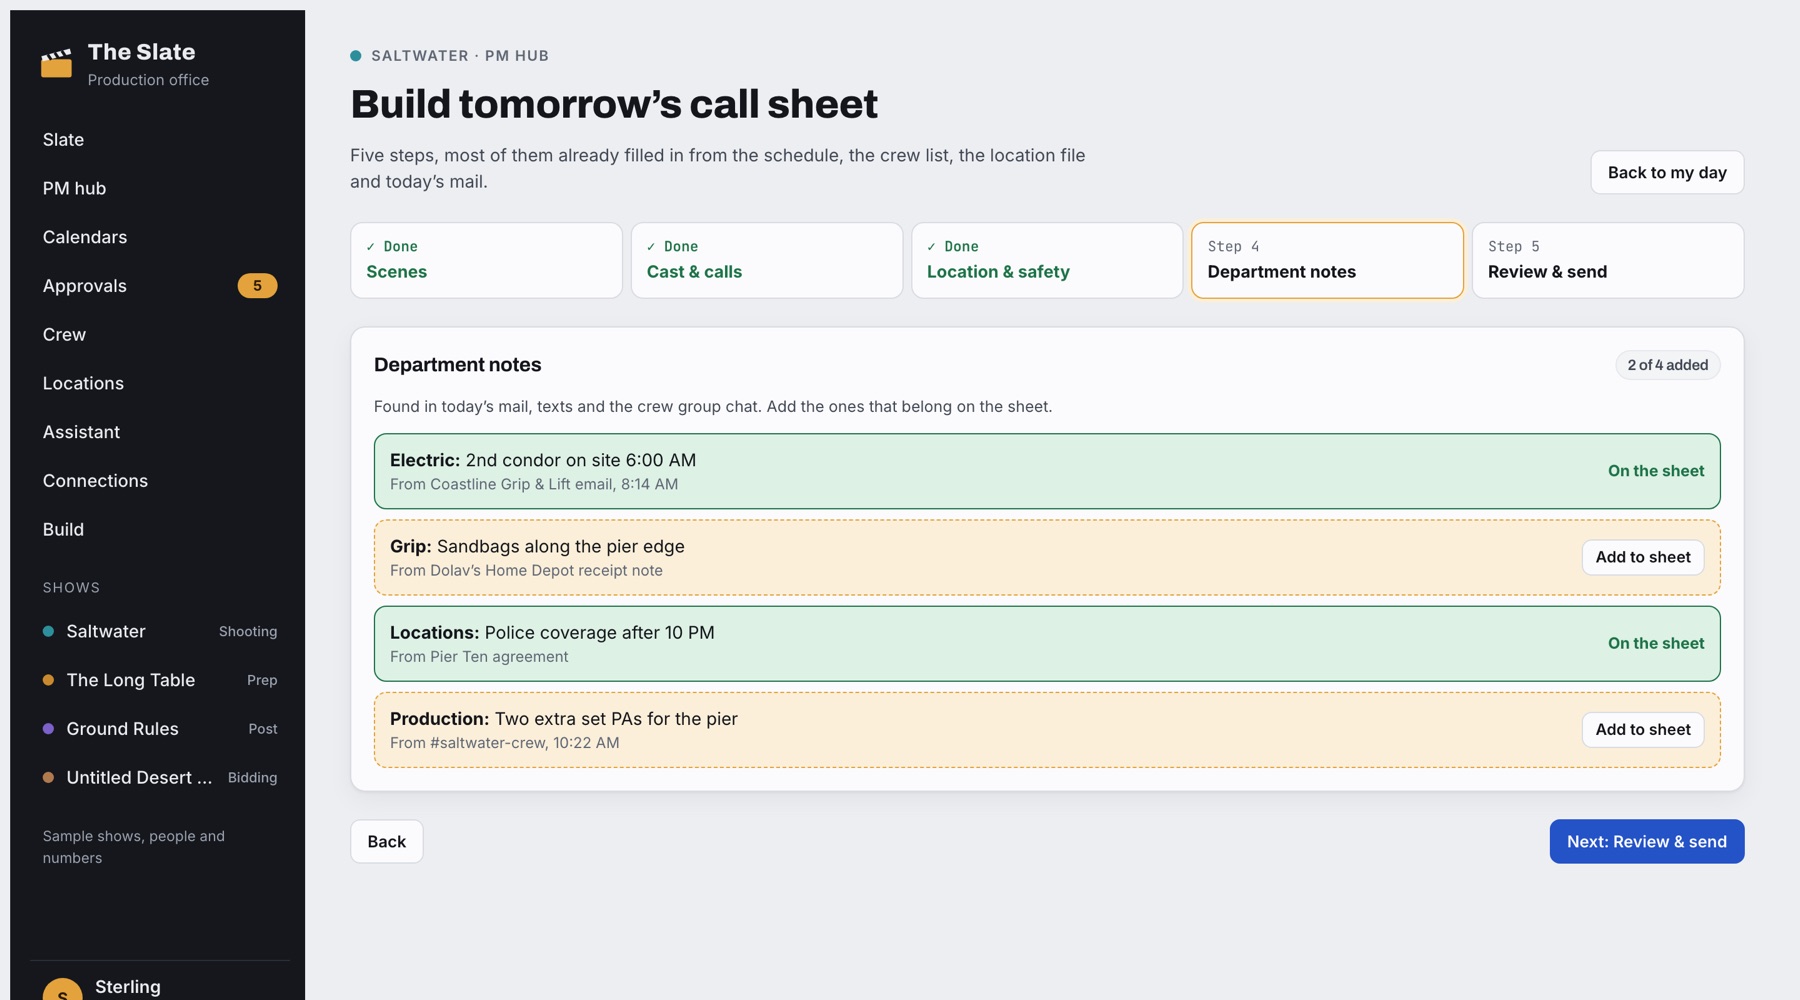 The Slate
Production office
Slate
PM hub
Calendars
Approvals 5
Crew
Locations
Assistant
Connections
Build
SHOWS
Saltwater Shooting
The Long Table Prep
Ground Rules Post
Untitled Desert ... Bidding
Sample shows, people and
numbers
S Sterling
SALTWATER · PM HUB
Build tomorrow’s call sheet
Five steps, most of them already filled in from the schedule, the crew list, the location file
and today’s mail.
Back to my day
✓ Done
Scenes
✓ Done
Cast & calls
✓ Done
Location & safety
Step 4
Department notes
Step 5
Review & send
Department notes
2 of 4 added
Found in today’s mail, texts and the crew group chat. Add the ones that belong on the sheet.
Electric: 2nd condor on site 6:00 AM
From Coastline Grip & Lift email, 8:14 AM
On the sheet
Grip: Sandbags along the pier edge
From Dolav’s Home Depot receipt note
Add to sheet
Locations: Police coverage after 10 PM
From Pier Ten agreement
On the sheet
Production: Two extra set PAs for the pier
From #saltwater-crew, 10:22 AM
Add to sheet
Back
Next: Review & send